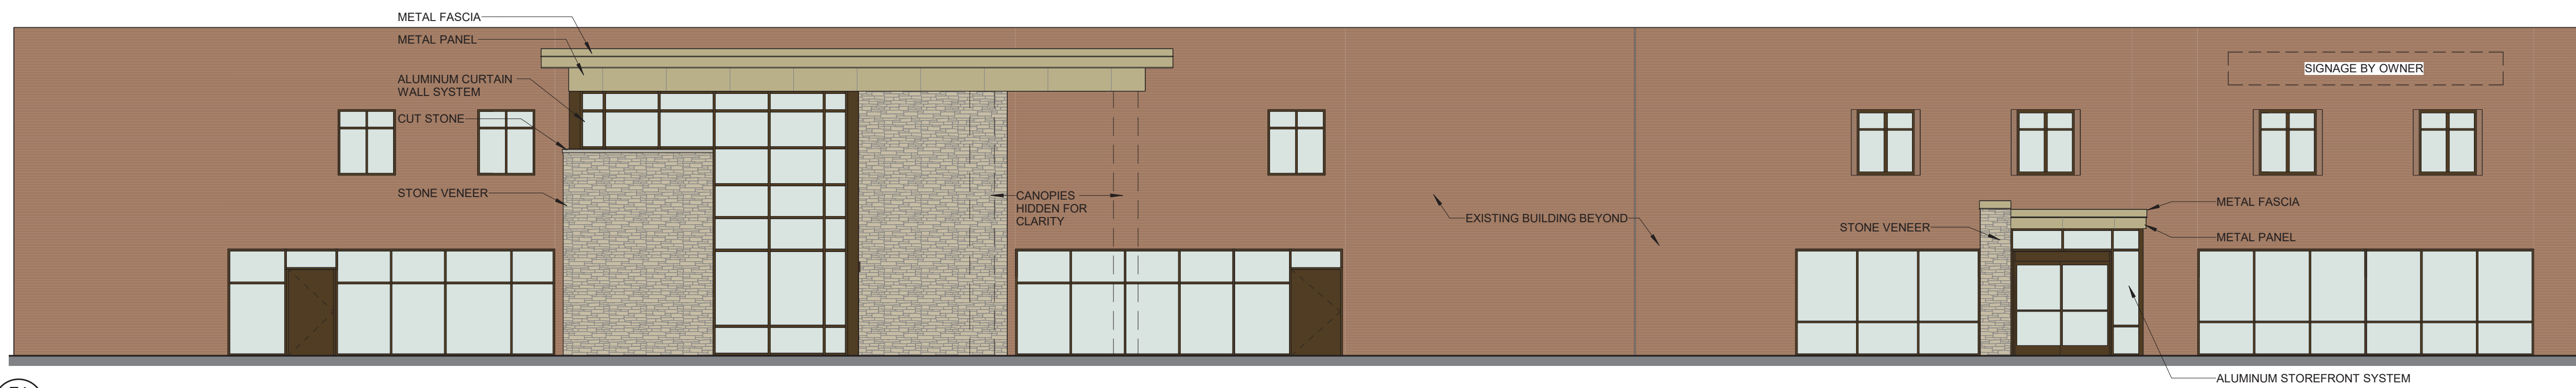 METAL FASCIA
METAL PANEL
ALUMINUM CURTAIN
WALL SYSTEM
CUT STONE
STONE VENEER
CANOPIES
HIDDEN FOR
CLARITY
EXISTING BUILDING BEYOND
SIGNAGE BY OWNER
STONE VENEER
METAL FASCIA
METAL PANEL
ALUMINUM STOREFRONT SYSTEM